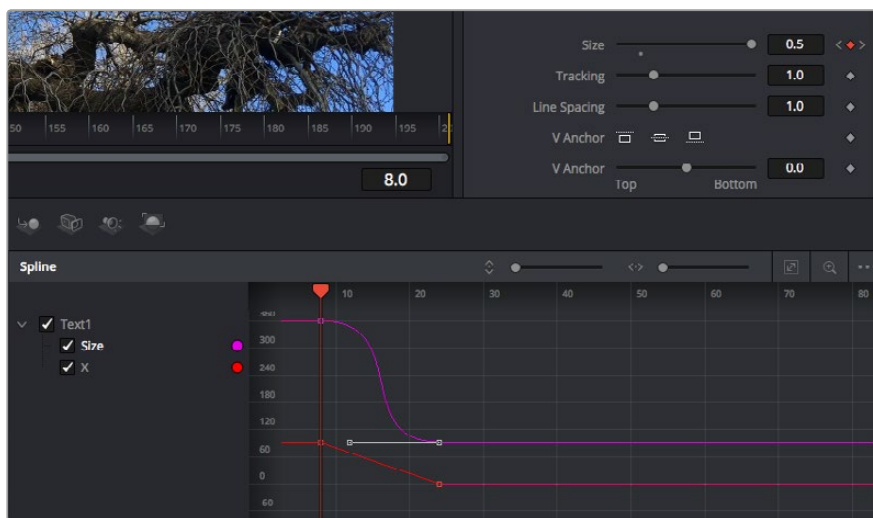 Size 0.5
Tracking 1.0
Line Spacing 1.0
V Anchor
V Anchor 0.0
Top Bottom
50 155 160 165 170 175 180 185 190 195
8.0
Spline
10 20 30 40 50 60 70 80
Text1
Size
X
300
240
180
120
60
0
60